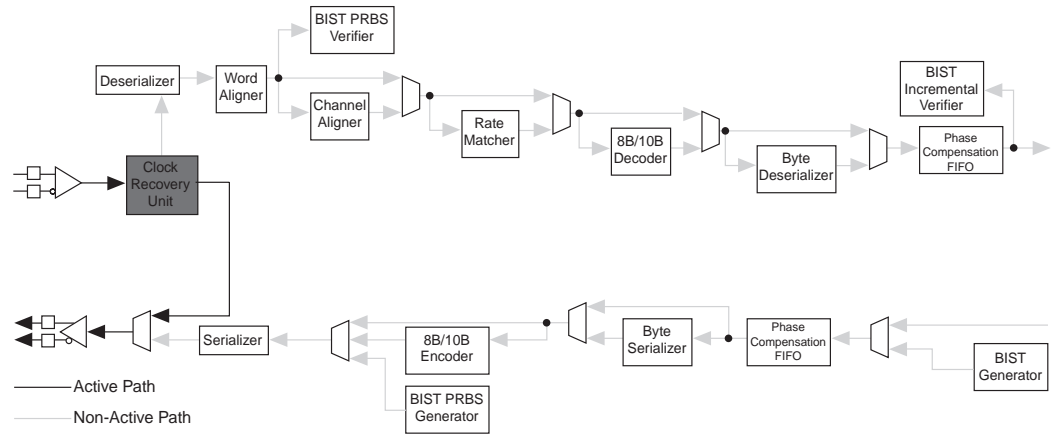 BIST PRBS
Verifier
Deserializer
Word
Aligner
Channel
Aligner
Rate
Matcher
8B/10B
Decoder
Byte
Deserializer
BIST
Incremental
Verifier
Phase
Compensation
FIFO
Clock
Recovery
Unit
Serializer
8B/10B
Encoder
BIST PRBS
Generator
Byte
Serializer
Phase
Compensation
FIFO
BIST
Generator
Active Path
Non-Active Path